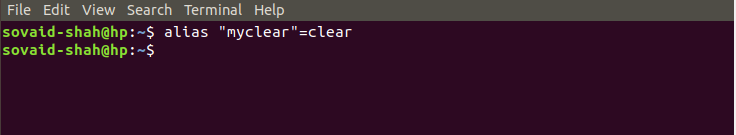 File Edit View Search Terminal Help
sovaid-shah@hp:~$ alias "myclear"=clear
sovaid-shah@hp:~$